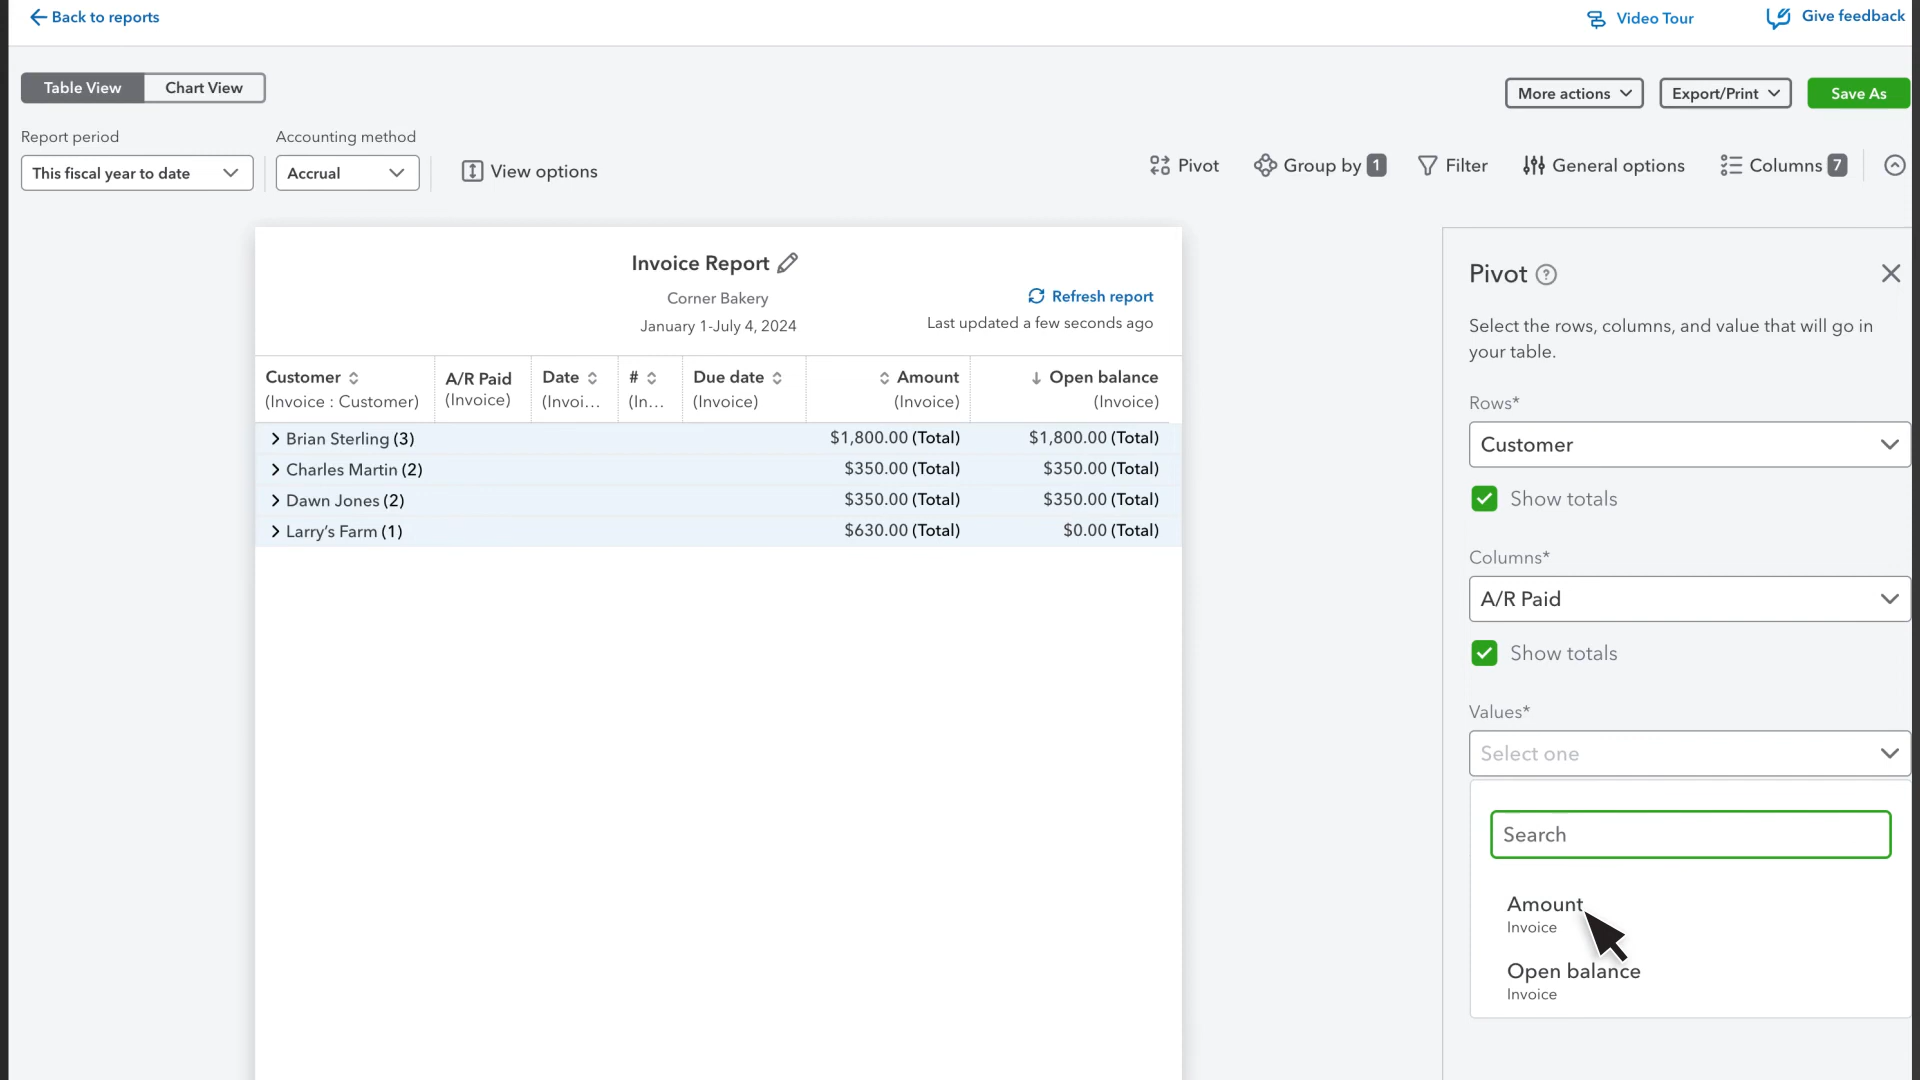 Back to reports
Video Tour
Give feedback
Table View
Chart View
More actions
Export/Print
Save As
Report period
Accounting method
This fiscal year to date
Accrual
View options
Pivot
Group by 1
Filter
General options
Columns 7
Invoice Report
Corner Bakery
January 1-July 4, 2024
Refresh report
Last updated a few seconds ago
Customer A/R Paid Date # Due date Amount Open balance
(Invoice : Customer) (Invoice) (Invoi... (In... (Invoice) (Invoice) (Invoice)
Brian Sterling (3) $1,800.00 (Total) $1,800.00 (Total)
Charles Martin (2) $350.00 (Total) $350.00 (Total)
Dawn Jones (2) $350.00 (Total) $350.00 (Total)
Larry’s Farm (1) $630.00 (Total) $0.00 (Total)
Pivot
Select the rows, columns, and value that will go in
your table.
Rows*
Customer
Show totals
Columns*
A/R Paid
Show totals
Values*
Select one
Search
Amount
Invoice
Open balance
Invoice